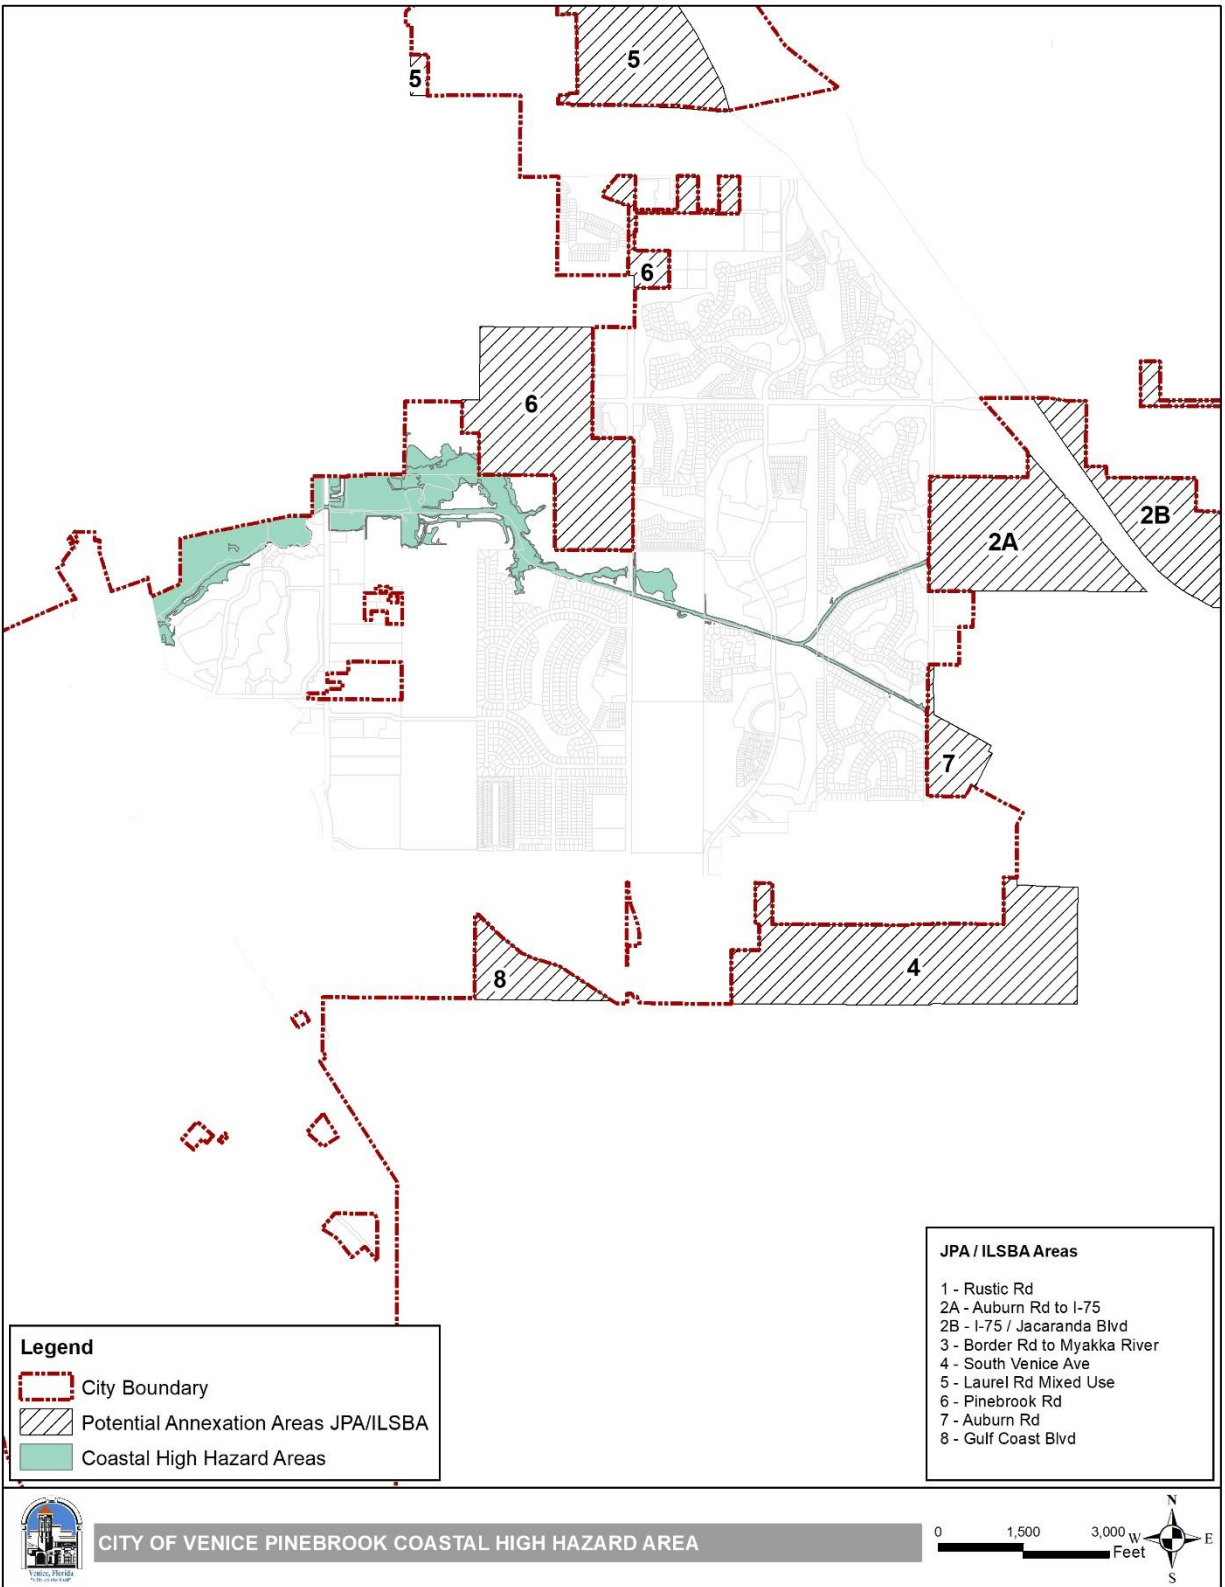 5
5
6
6
2B
2A
7
4
8
JPA / ILSBA Areas
1 - Rustic Rd
2A - Auburn Rd to I-75
2B - I-75 / Jacaranda Blvd
3 - Border Rd to Myakka River
4 - South Venice Ave
5 - Laurel Rd Mixed Use
6 - Pinebrook Rd
7 - Auburn Rd
8 - Gulf Coast Blvd
Legend
City Boundary
Potential Annexation Areas JPA/ILSBA
Coastal High Hazard Areas
Venice, Florida
CITY OF VENICE PINEBROOK COASTAL HIGH HAZARD AREA
0 1,500 3,000
Feet
N
W E
S